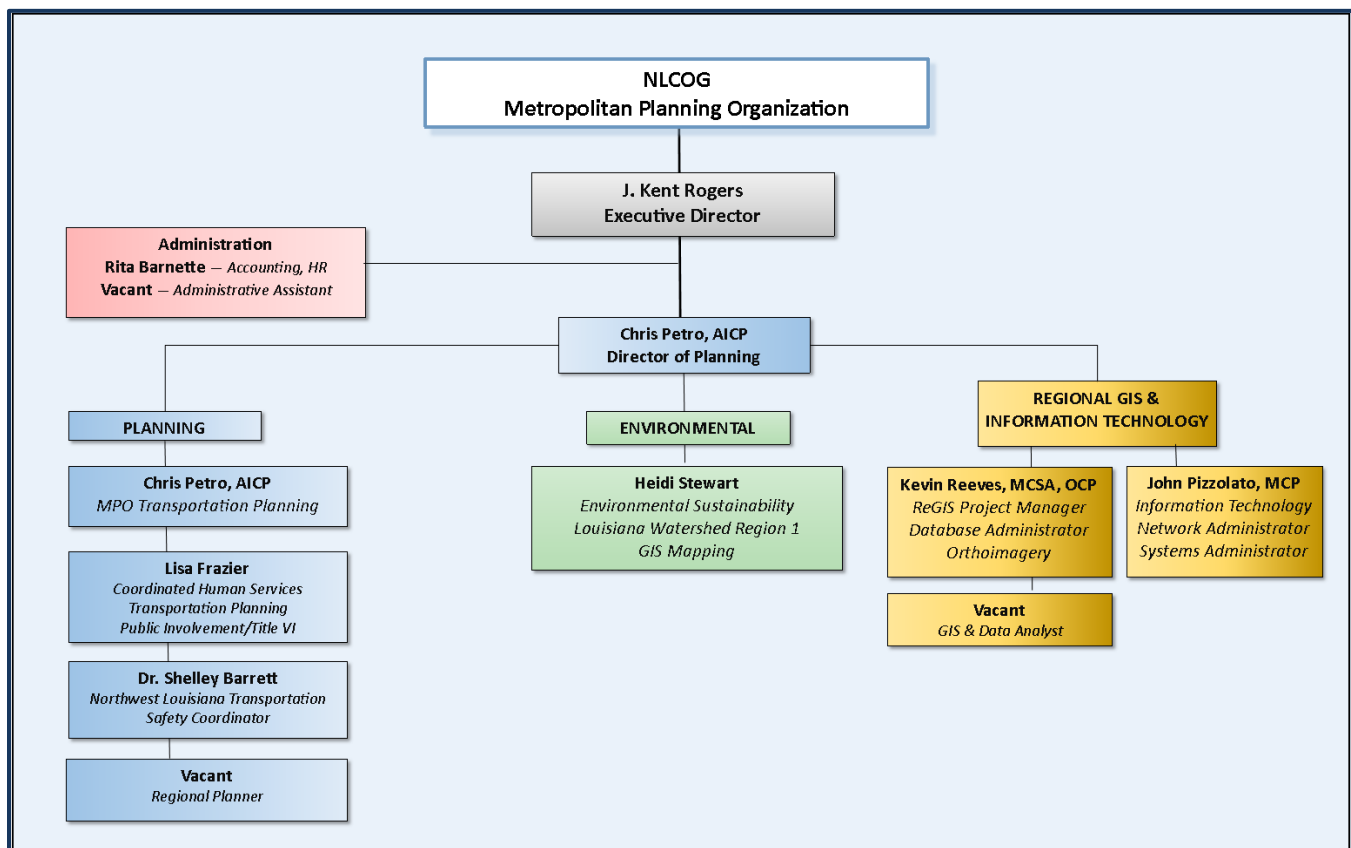 NLCOG
Metropolitan Planning Organization
J. Kent Rogers
Executive Director
Administration
Rita Barnette — Accounting, HR
Vacant — Administrative Assistant
Chris Petro, AICP
Director of Planning
PLANNING
Chris Petro, AICP
MPO Transportation Planning
Lisa Frazier
Coordinated Human Services
Transportation Planning
Public Involvement/Title VI
Dr. Shelley Barrett
Northwest Louisiana Transportation
Safety Coordinator
Vacant
Regional Planner
ENVIRONMENTAL
Heidi Stewart
Environmental Sustainability
Louisiana Watershed Region 1
GIS Mapping
REGIONAL GIS &
INFORMATION TECHNOLOGY
Kevin Reeves, MCSA, OCP
ReGIS Project Manager
Database Administrator
Orthoimagery
Vacant
GIS & Data Analyst
John Pizzolato, MCP
Information Technology
Network Administrator
Systems Administrator